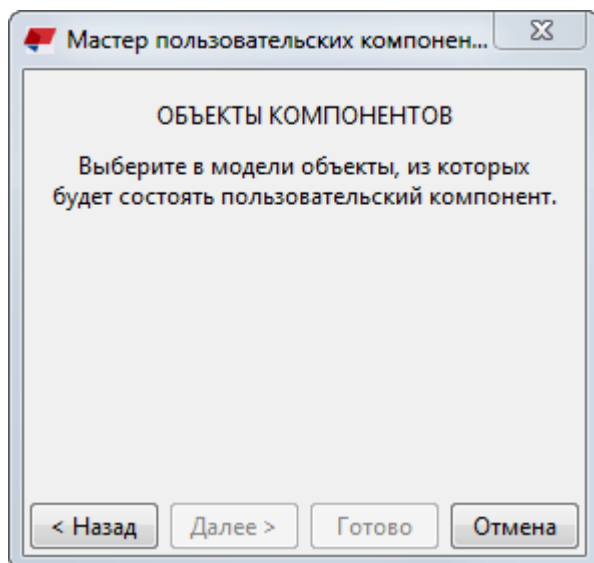 Мастер пользовательских компонен...
ОБЪЕКТЫ КОМПОНЕНТОВ
Выберите в модели объекты, из которых
будет состоять пользовательский компонент.
< Назад Далее > Готово Отмена